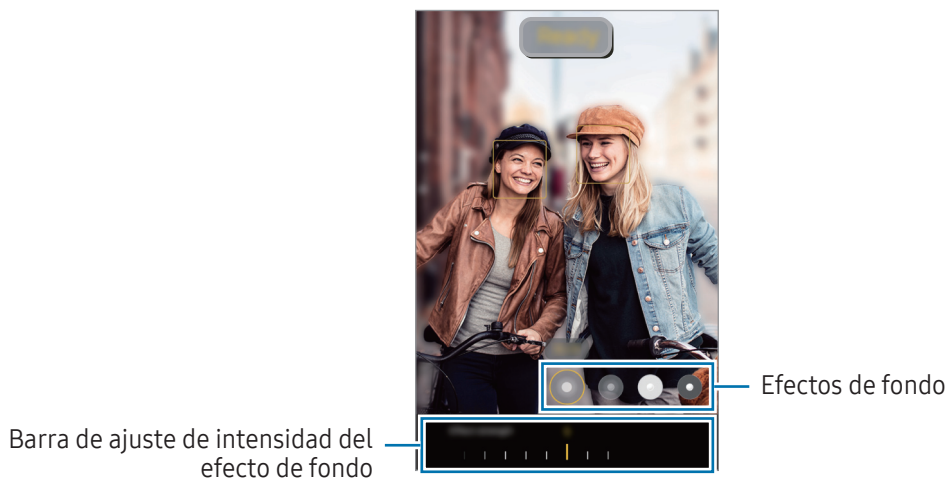 Efectos de fondo
Barra de ajuste de intensidad del
efecto de fondo